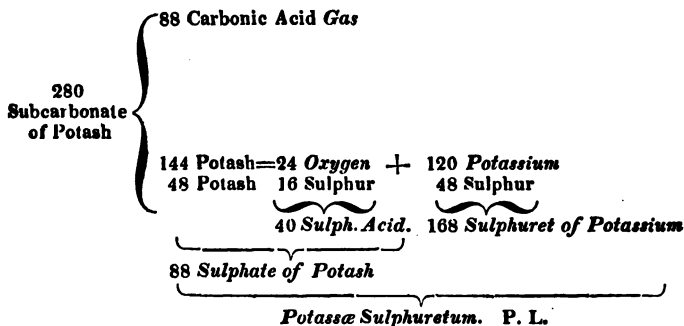 88 Carbonic Acid Gas
280
Subcarbonate
of Potash
144 Potash=24 Oxygen + 120 Potassium
48 Potash 16 Sulphur 48 Sulphur
40 Sulph. Acid. 168 Sulphuret of Potassium
88 Sulphate of Potash
Potassæ Sulphuretum. P. L.